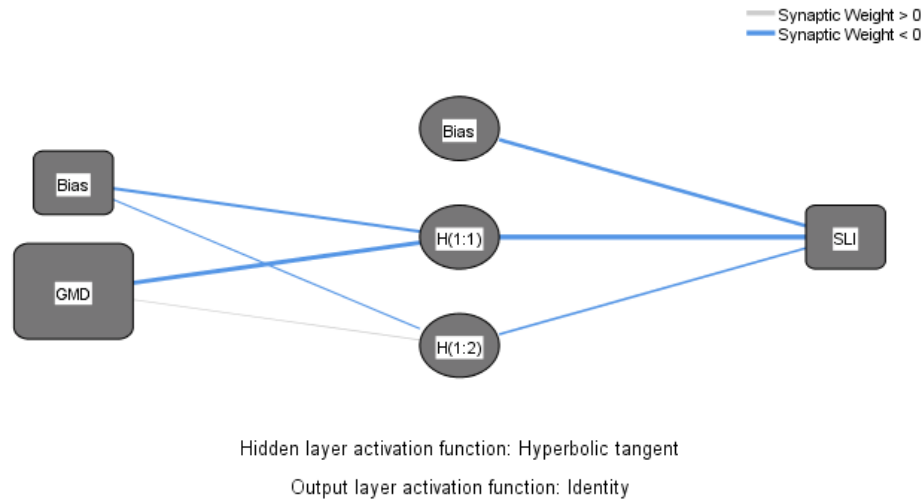 Synaptic Weight > 0
Synaptic Weight < 0
Bias
Bias
H(1:1)
SLI
GMD
H(1:2)
Hidden layer activation function: Hyperbolic tangent
Output layer activation function: Identity